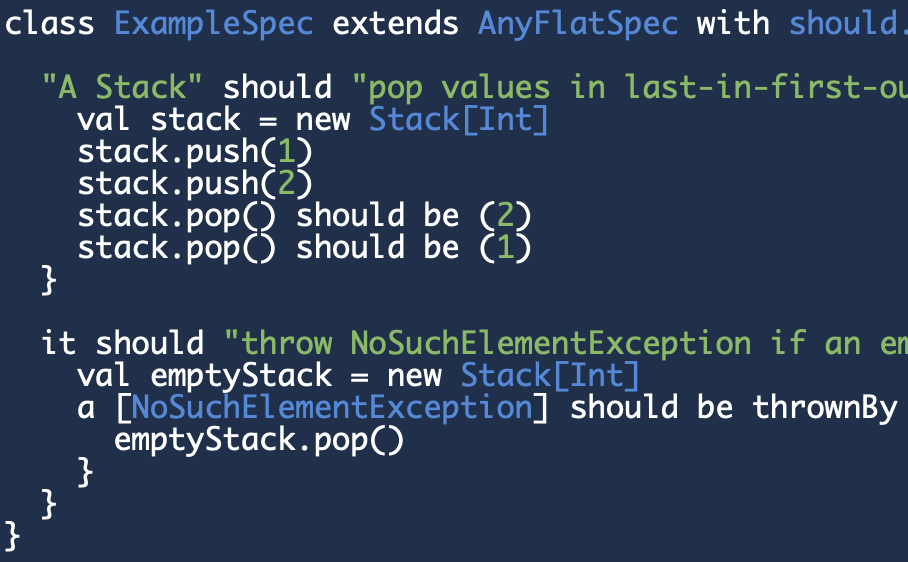 class ExampleSpec extends AnyFlatSpec with should.
"A Stack" should "pop values in last-in-first-ou
val stack = new Stack[Int]
stack.push(1)
stack.push(2)
stack.pop() should be (2)
stack.pop() should be (1)
}
it should "throw NoSuchElementException if an em
val emptyStack = new Stack[Int]
a [NoSuchElementException] should be thrownBy
emptyStack.pop()
}
}
}